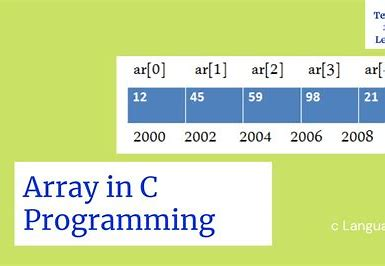 ar[0] ar[1] ar[2] ar[3]
12 45 59 98 21
2000 2002 2004 2006 2008
Array in C
Programming